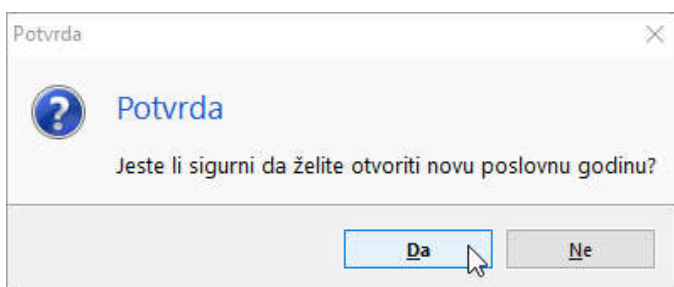 Potvrda
Potvrda
Jeste li sigurni da želite otvoriti novu poslovnu godinu?
Da Ne